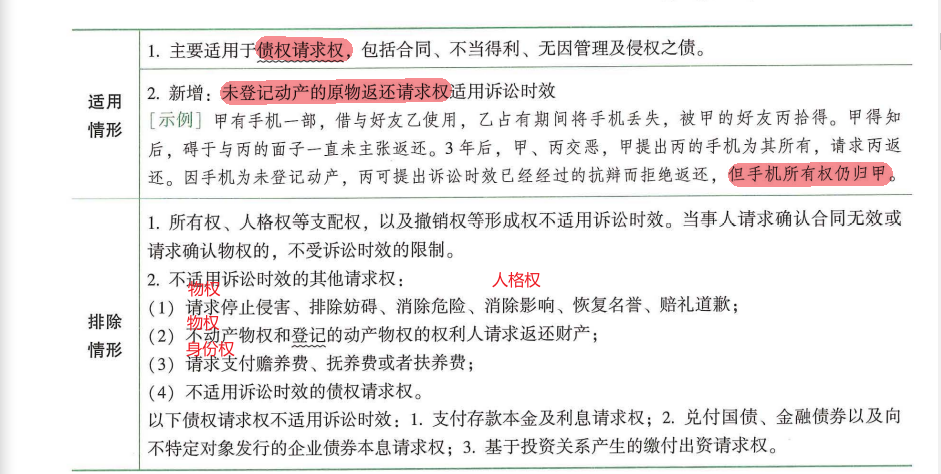 1. 主要适用于债权请求权，包括合同、不当得利、无因管理及侵权之债。
适用
情形
2. 新增：未登记动产的原物返还请求权适用诉讼时效
［示例］甲有手机一部，借与好友乙使用，乙占有期间将手机丢失，被甲的好友丙拾得。甲得知
后，碍于与丙的面子一直未主张返还。3 年后，甲、丙交恶，甲提出丙的手机为其所有，请求丙返
还。因手机为未登记动产，丙可提出诉讼时效已经经过的抗辩而拒绝返还，但手机所有权仍归甲。
排除
情形
1. 所有权、人格权等支配权，以及撤销权等形成权不适用诉讼时效。当事人请求确认合同无效或
请求确认物权的，不受诉讼时效的限制。
2. 不适用诉讼时效的其他请求权：
物权
人格权
（1）请求停止侵害、排除妨碍、消除危险、消除影响、恢复名誉、赔礼道歉；
物权
（2）不动产物权和登记的动产物权的权利人请求返还财产；
身份权
（3）请求支付赡养费、抚养费或者扶养费；
（4）不适用诉讼时效的债权请求权。
以下债权请求权不适用诉讼时效：1. 支付存款本金及利息请求权；2. 兑付国债、金融债券以及向
不特定对象发行的企业债券本息请求权；3. 基于投资关系产生的缴付出资请求权。